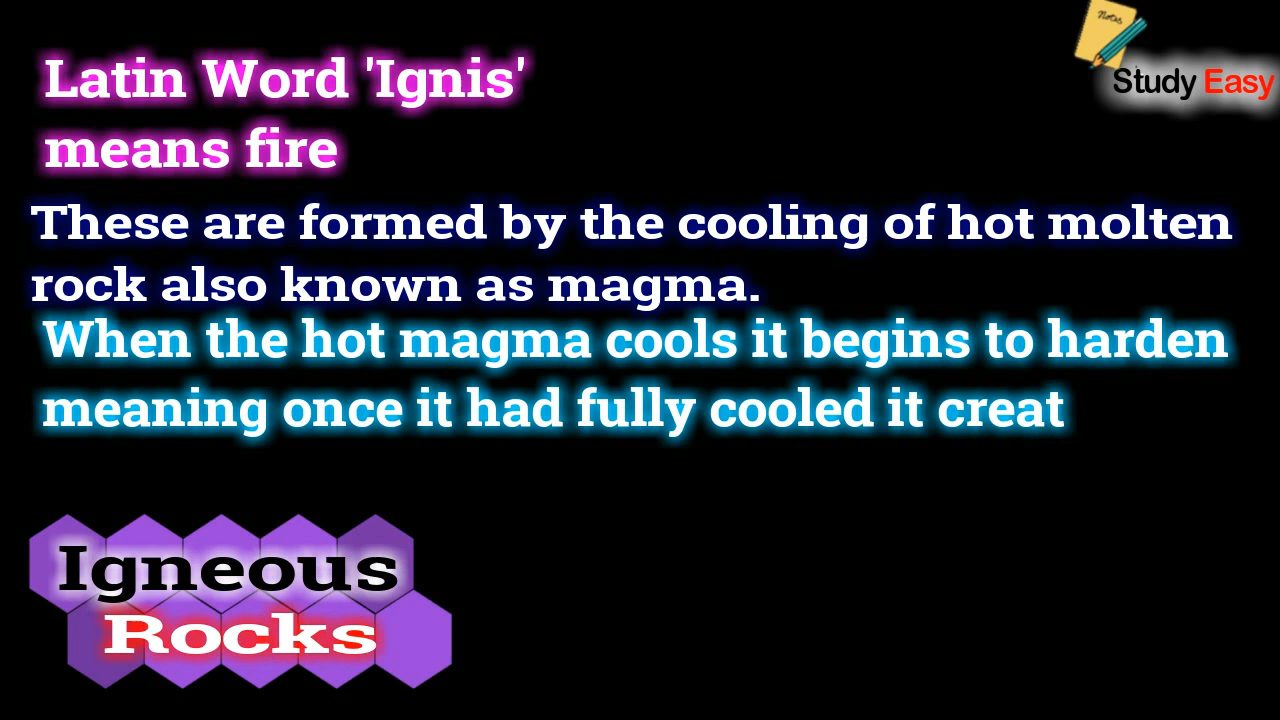 Notes
Study Easy
Latin Word 'Ignis'
means fire
These are formed by the cooling of hot molten
rock also known as magma.
When the hot magma cools it begins to harden
meaning once it had fully cooled it creat
Igneous
Rocks